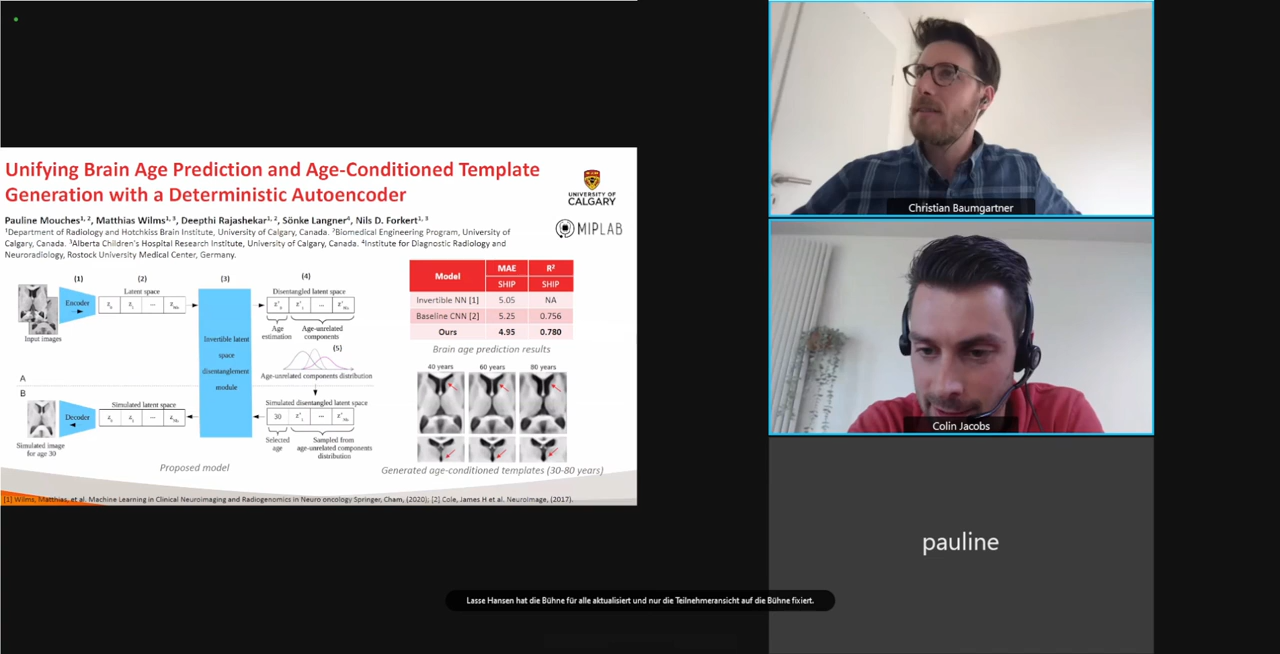 Unifying Brain Age Prediction and Age-Conditioned Template
Generation with a Deterministic Autoencoder
UNIVERSITY OF
CALGARY
Pauline Mouches1, 2, Matthias Wilms1, 3, Deepthi Rajashekar1, 2, Sönke Langner4, Nils D. Forkert1, 3
1Department of Radiology and Hotchkiss Brain Institute, University of Calgary, Canada. 2Biomedical Engineering Program, University of
Calgary, Canada. 3Alberta Children's Hospital Research Institute, University of Calgary, Canada. 4Institute for Diagnostic Radiology and
Neuroradiology, Rostock University Medical Center, Germany.
MIPLAB
(1) (2) (3) (4)
Latent space
Disentangled latent space
Encoder
Input images
Age
estimation
Age-unrelated
components
(5)
Age-unrelated components distribution
Invertible latent
space
disentanglement
module
A
B
Simulated latent space
Simulated disentangled latent space
Decoder
30
Simulated image
for age 30
Selected
age
Sampled from
age-unrelated components
distribution
Proposed model
Model MAE R²
SHIP SHIP
Invertible NN [1] 5.05 NA
Baseline CNN [2] 5.25 0.756
Ours 4.95 0.780
Brain age prediction results
40 years 60 years 80 years
Generated age-conditioned templates (30-80 years)
[1] Wilms, Matthias, et al. Machine Learning in Clinical Neuroimaging and Radiogenomics in Neuro oncology Springer, Cham, (2020); [2] Cole, James H et al. NeuroImage, (2017).
Christian Baumgartner
Colin Jacobs
pauline
Lasse Hansen hat die Bühne für alle aktualisiert und nur die Teilnehmeransicht auf die Bühne fixiert.